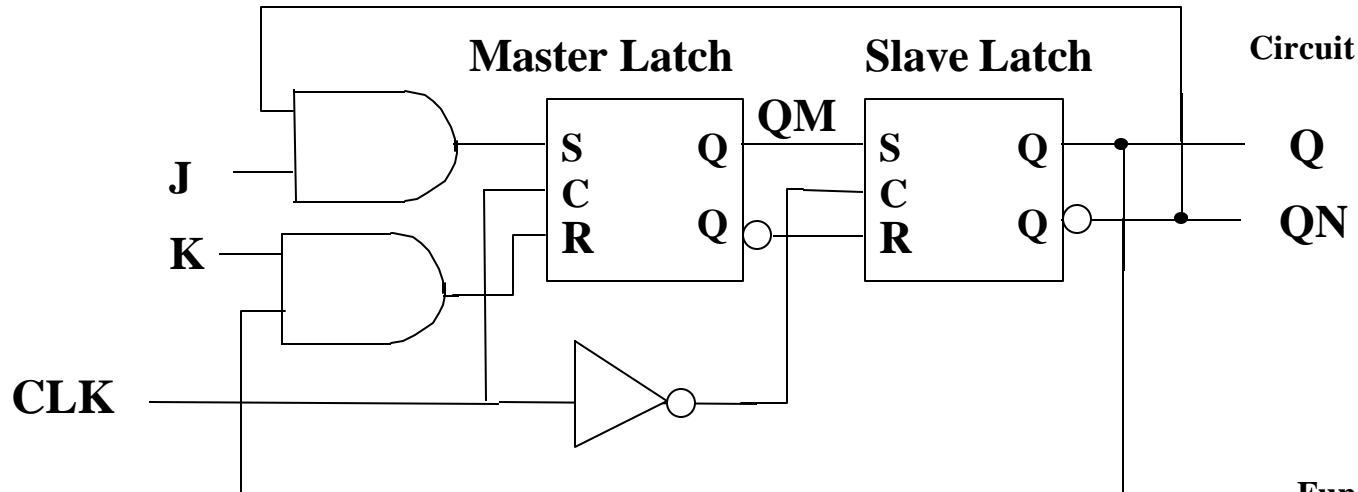 Circuit
Master Latch Slave Latch
QM
J
K
CLK
S Q
C
R Q
S Q
C
R Q
Q
QN